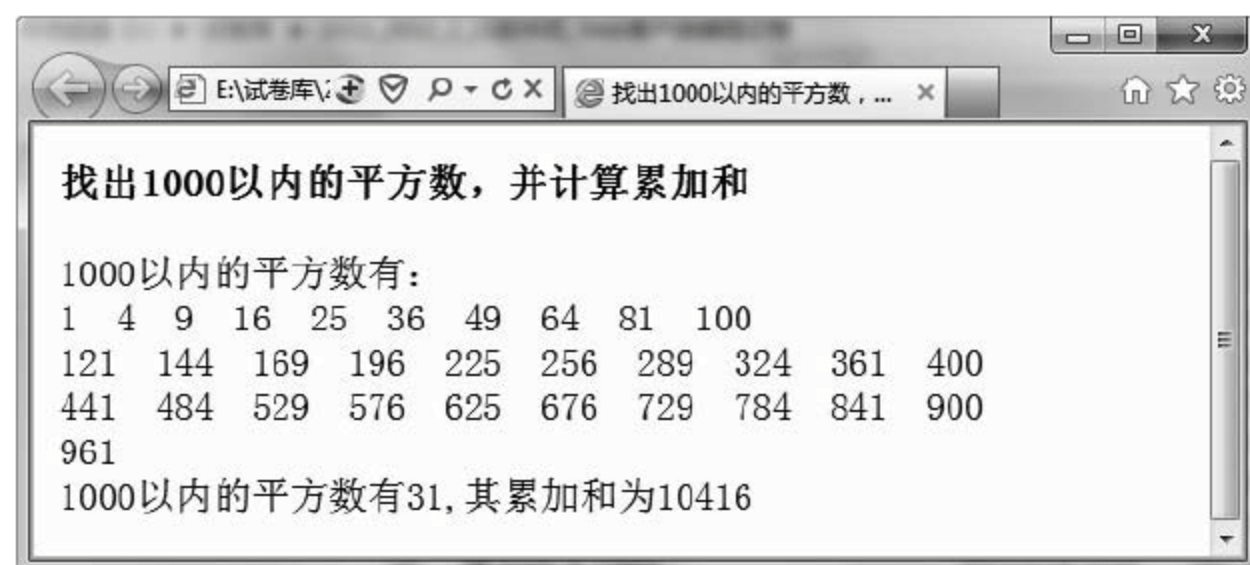 E:\试卷库\
找出1000以内的平方数，...
找出1000以内的平方数，并计算累加和
1000以内的平方数有：
1 4 9 16 25 36 49 64 81 100
121 144 169 196 225 256 289 324 361 400
441 484 529 576 625 676 729 784 841 900
961
1000以内的平方数有31,其累加和为10416